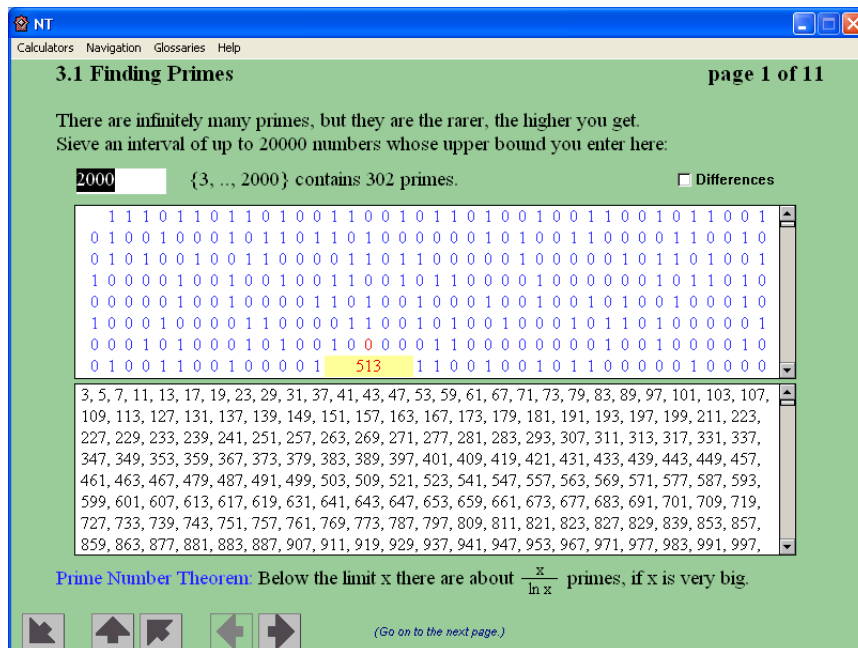 NT
Calculators Navigation Glossaries Help
3.1 Finding Primes page 1 of 11
There are infinitely many primes, but they are the rarer, the higher you get.
Sieve an interval of up to 20000 numbers whose upper bound you enter here:
2000 {3, .., 2000} contains 302 primes. Differences
1 1 1 0 1 1 0 1 1 0 1 0 0 1 1 0 0 1 0 1 1 0 1 0 0 1 0 0 1 1 0 0 1 0 1 1 0 0 1
0 1 0 0 1 0 0 0 1 0 1 1 0 1 1 0 1 0 0 0 0 0 0 1 0 1 0 0 1 1 0 0 0 0 1 1 0 0 1 0
0 1 0 1 0 0 1 0 0 1 1 0 0 0 0 1 1 0 1 1 0 0 0 0 0 1 0 0 0 0 0 1 0 1 1 0 1 0 0 1
1 0 0 0 0 1 0 0 1 0 0 1 0 0 1 1 0 0 1 0 1 1 0 0 0 0 1 0 0 0 0 0 0 1 0 1 1 0 1 0
0 0 0 0 0 1 0 0 1 0 0 0 0 1 1 0 1 0 0 1 0 0 0 1 0 0 1 0 0 1 0 1 0 0 1 0 0 0 1 0
1 0 0 0 1 0 0 0 0 1 1 0 0 0 0 1 1 0 0 1 0 1 0 0 1 0 0 0 1 0 1 1 0 1 0 0 0 0 0 1
0 0 0 1 0 1 0 0 0 1 0 1 0 0 1 0 0 0 0 0 1 1 0 0 0 0 0 0 0 0 1 0 0 1 0 0 0 0 1 0
0 1 0 0 1 1 0 0 1 0 0 0 0 1 513 1 1 0 0 1 0 0 1 0 1 1 0 0 0 0 0 1 0 0 0 0
3, 5, 7, 11, 13, 17, 19, 23, 29, 31, 37, 41, 43, 47, 53, 59, 61, 67, 71, 73, 79, 83, 89, 97, 101, 103, 107,
109, 113, 127, 131, 137, 139, 149, 151, 157, 163, 167, 173, 179, 181, 191, 193, 197, 199, 211, 223,
227, 229, 233, 239, 241, 251, 257, 263, 269, 271, 277, 281, 283, 293, 307, 311, 313, 317, 331, 337,
347, 349, 353, 359, 367, 373, 379, 383, 389, 397, 401, 409, 419, 421, 431, 433, 439, 443, 449, 457,
461, 463, 467, 479, 487, 491, 499, 503, 509, 521, 523, 541, 547, 557, 563, 569, 571, 577, 587, 593,
599, 601, 607, 613, 617, 619, 631, 641, 643, 647, 653, 659, 661, 673, 677, 683, 691, 701, 709, 719,
727, 733, 739, 743, 751, 757, 761, 769, 773, 787, 797, 809, 811, 821, 823, 827, 829, 839, 853, 857,
859, 863, 877, 881, 883, 887, 907, 911, 919, 929, 937, 941, 947, 953, 967, 971, 977, 983, 991, 997,
Prime Number Theorem: Below the limit x there are about x/ln x primes, if x is very big.
(Go on to the next page.)